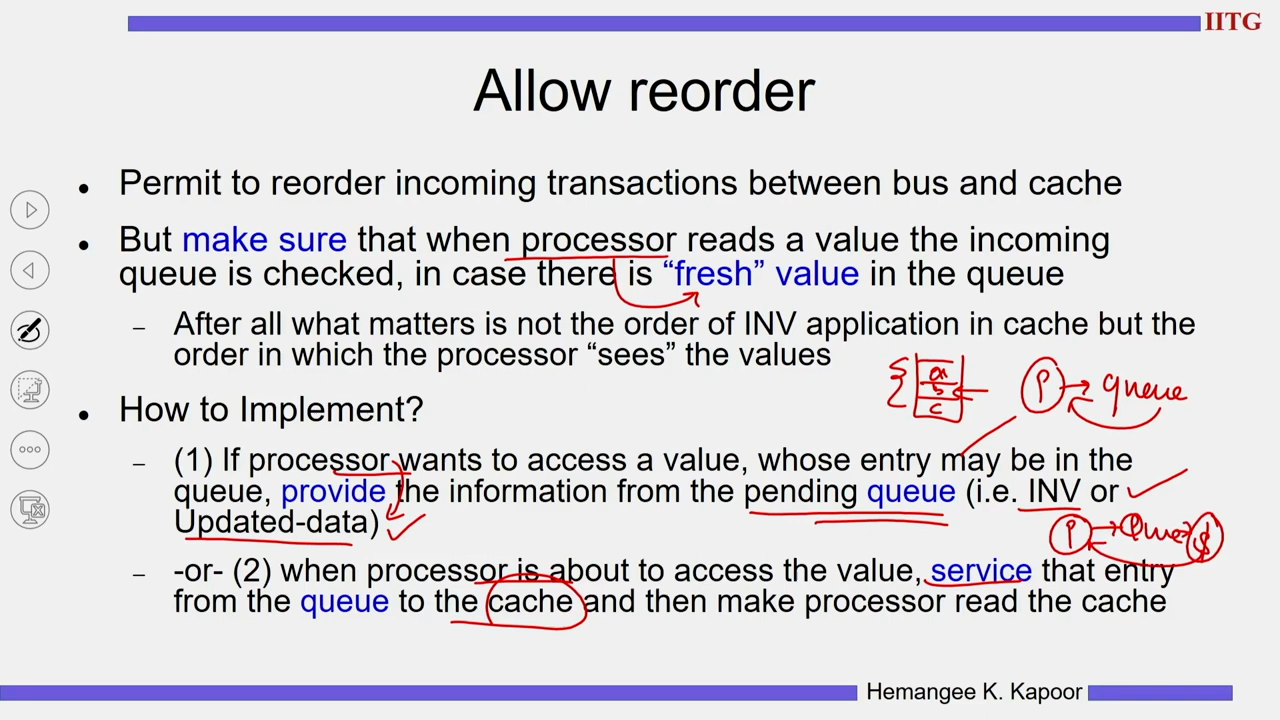 IITG
Allow reorder
• Permit to reorder incoming transactions between bus and cache
• But make sure that when processor reads a value the incoming
queue is checked, in case there is “fresh” value in the queue
– After all what matters is not the order of INV application in cache but the
order in which the processor “sees” the values
a
b
c
P → queue
• How to Implement?
– (1) If processor wants to access a value, whose entry may be in the
queue, provide the information from the pending queue (i.e. INV or
Updated-data)
P → Queue $
– -or- (2) when processor is about to access the value, service that entry
from the queue to the cache and then make processor read the cache
Hemangee K. Kapoor